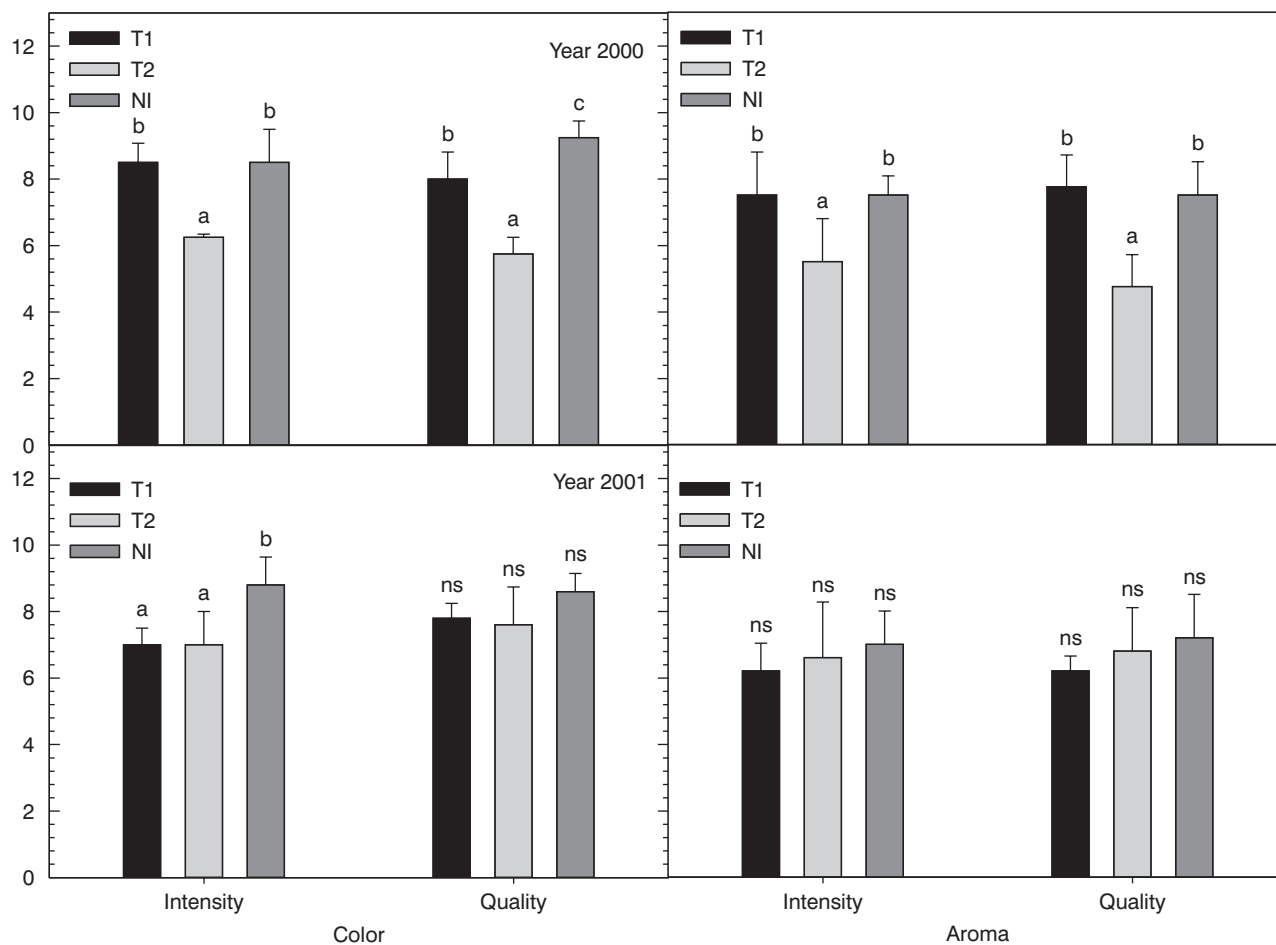 12
10
8
6
4
2
0
T1
T2
NI
Year 2000
b
a
b
b
a
c
T1
T2
NI
b
a
b
b
a
b
12
10
8
6
4
2
0
T1
T2
NI
Year 2001
a
a
b
ns
ns
ns
T1
T2
NI
ns
ns
ns
ns
ns
ns
Intensity
Quality
Intensity
Quality
Color
Aroma